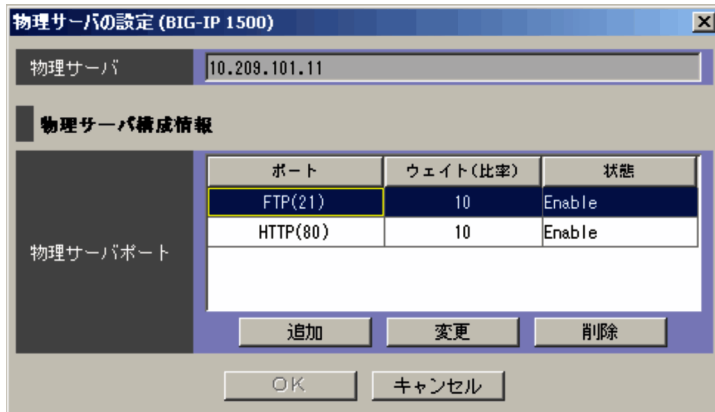 物理サーバの設定 (BIG-IP 1500)
物理サーバ 10.209.101.11
物理サーバ構成情報
ポート ウェイト(比率) 状態
FTP(21) 10 Enable
HTTP(80) 10 Enable
物理サーバポート
追加 変更 削除
OK キャンセル